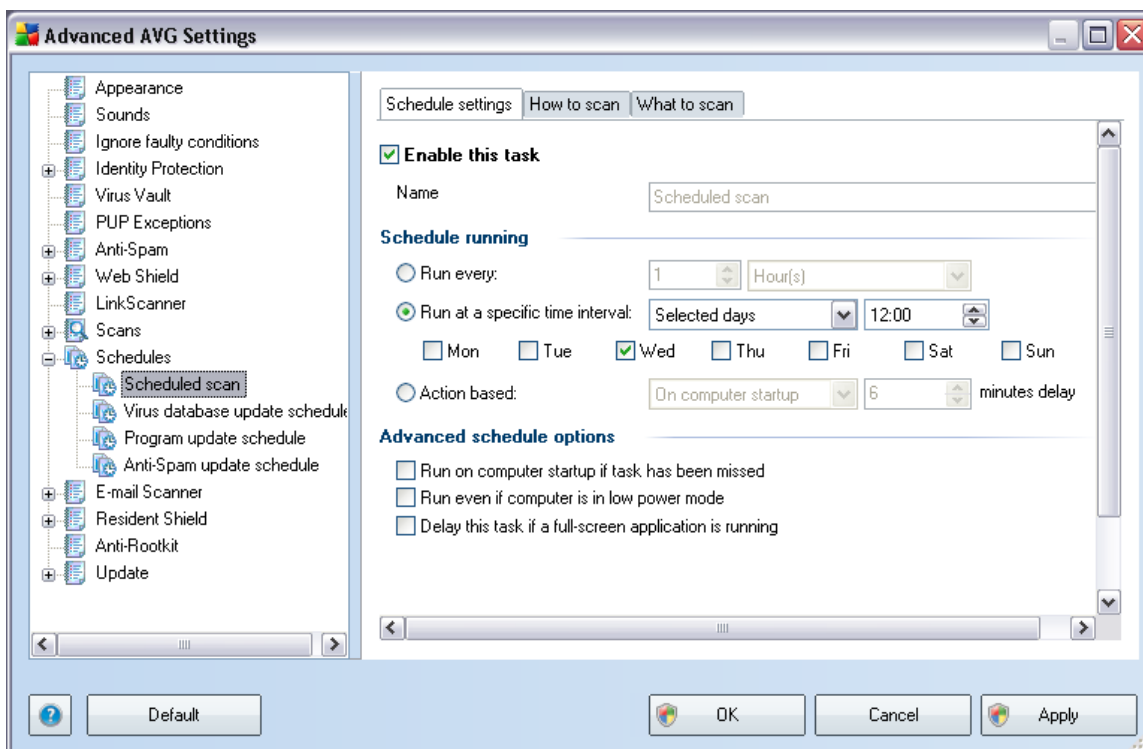 Advanced AVG Settings
Appearance
Sounds
Ignore faulty conditions
Identity Protection
Virus Vault
PUP Exceptions
Anti-Spam
Web Shield
LinkScanner
Scans
Schedules
Scheduled scan
Virus database update schedule
Program update schedule
Anti-Spam update schedule
E-mail Scanner
Resident Shield
Anti-Rootkit
Update
Schedule settings How to scan What to scan
Enable this task
Name Scheduled scan
Schedule running
Run every: 1 Hour(s)
Run at a specific time interval: Selected days 12:00
Mon Tue Wed Thu Fri Sat Sun
Action based: On computer startup 6 minutes delay
Advanced schedule options
Run on computer startup if task has been missed
Run even if computer is in low power mode
Delay this task if a full-screen application is running
? Default OK Cancel Apply